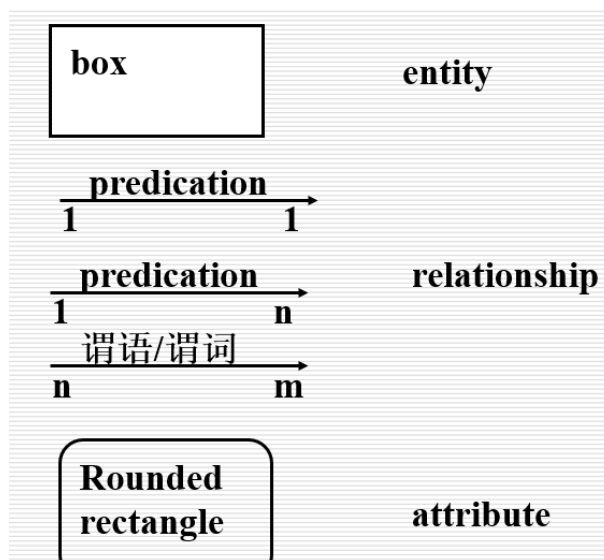 box
entity
predication
1 1
predication
relationship
1 n
谓语/谓词
n m
Rounded
rectangle
attribute